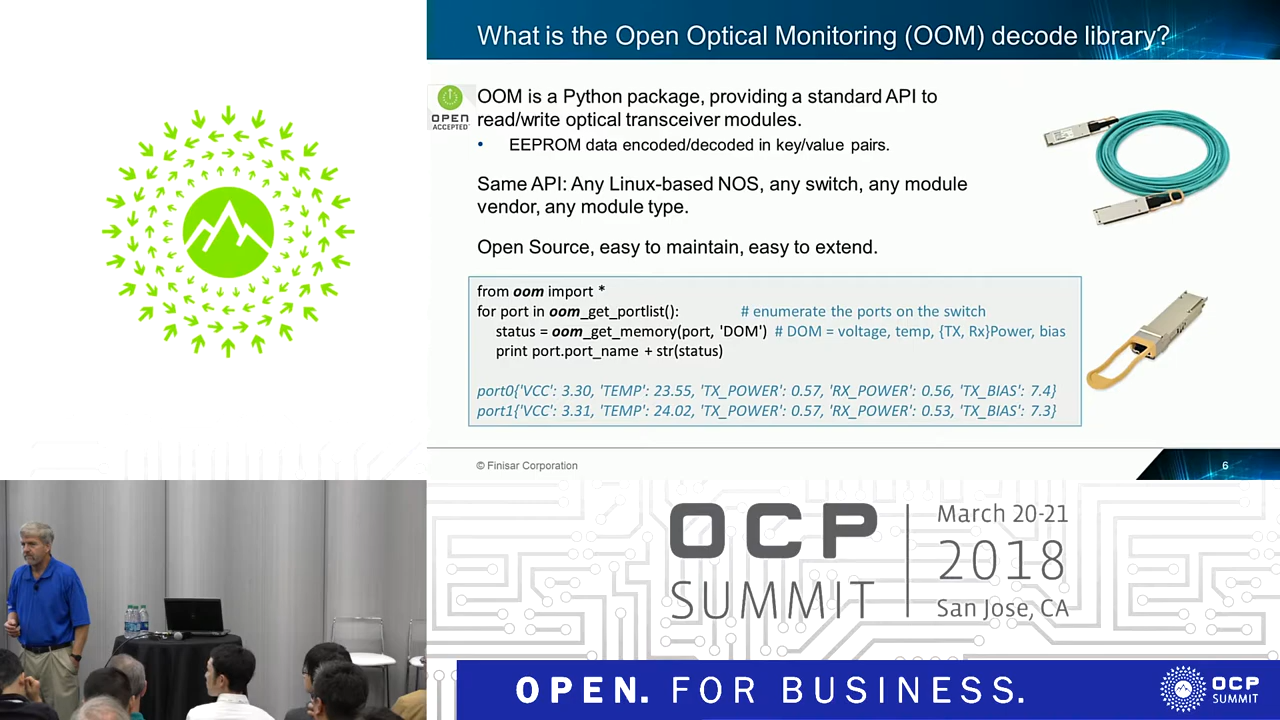 What is the Open Optical Monitoring (OOM) decode library?
OPEN
ACCEPTED™
OOM is a Python package, providing a standard API to
read/write optical transceiver modules.
• EEPROM data encoded/decoded in key/value pairs.
Same API: Any Linux-based NOS, any switch, any module
vendor, any module type.
Open Source, easy to maintain, easy to extend.
from oom import *
for port in oom_get_portlist(): # enumerate the ports on the switch
status = oom_get_memory(port, 'DOM') # DOM = voltage, temp, {TX, Rx}Power, bias
print port.port_name + str(status)
port0{'VCC': 3.30, 'TEMP': 23.55, 'TX_POWER': 0.57, 'RX_POWER': 0.56, 'TX_BIAS': 7.4}
port1{'VCC': 3.31, 'TEMP': 24.02, 'TX_POWER': 0.57, 'RX_POWER': 0.53, 'TX_BIAS': 7.3}
© Finisar Corporation
6
OCP
SUMMIT
March 20-21
2018
San Jose, CA
OPEN. FOR BUSINESS.
OCP
SUMMIT